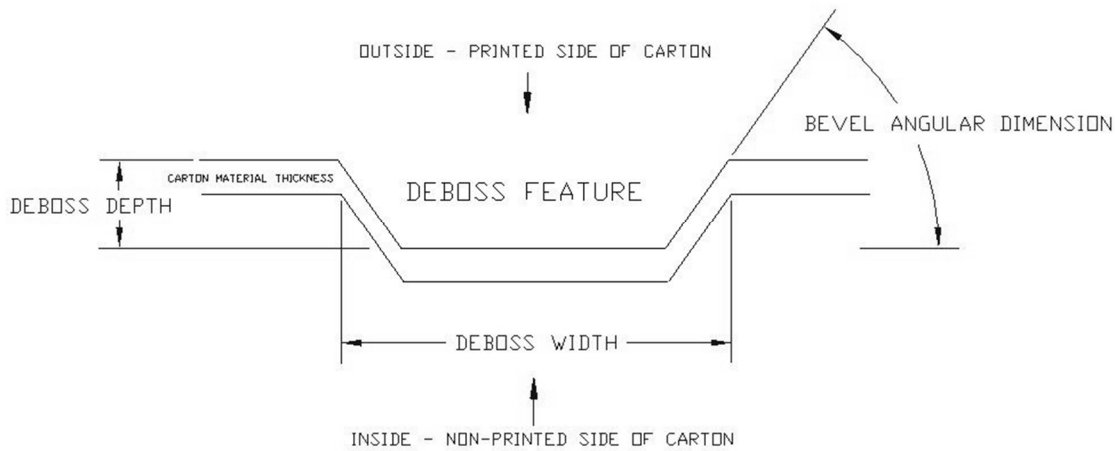 OUTSIDE - PRINTED SIDE OF CARTON
BEVEL ANGULAR DIMENSION
CARTON MATERIAL THICKNESS
DEBOSS FEATURE
DEBOSS DEPTH
DEBOSS WIDTH
INSIDE - NON-PRINTED SIDE OF CARTON